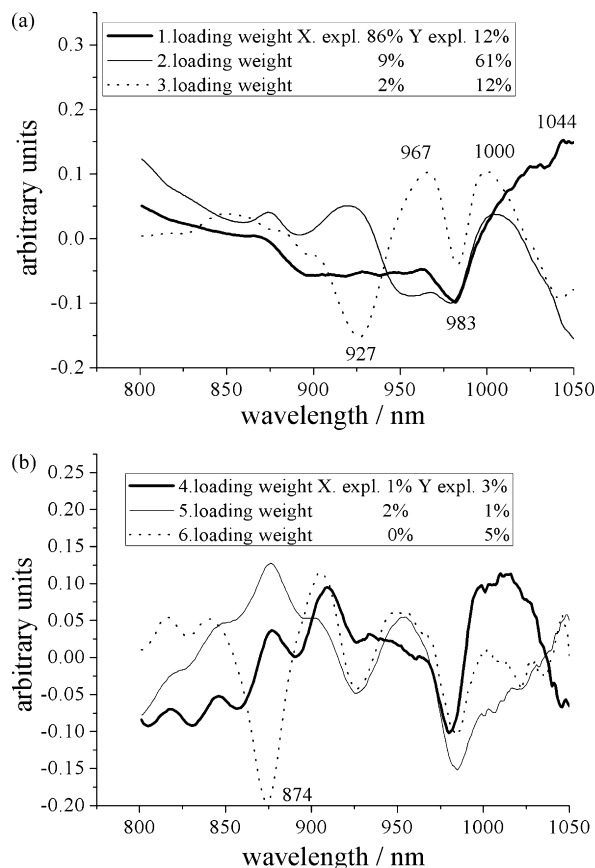 (a)
0.3
0.2
0.1
0.0
-0.1
-0.2
arbitrary units
1.loading weight X. expl. 86% Y expl. 12%
2.loading weight 9% 61%
3.loading weight 2% 12%
1044
967
1000
983
927
800 850 900 950 1000 1050
wavelength / nm
(b)
0.25
0.20
0.15
0.10
0.05
0.00
-0.05
-0.10
-0.15
-0.20
arbitrary units
4.loading weight X. expl. 1% Y expl. 3%
5.loading weight 2% 1%
6.loading weight 0% 5%
874
800 850 900 950 1000 1050
wavelength / nm